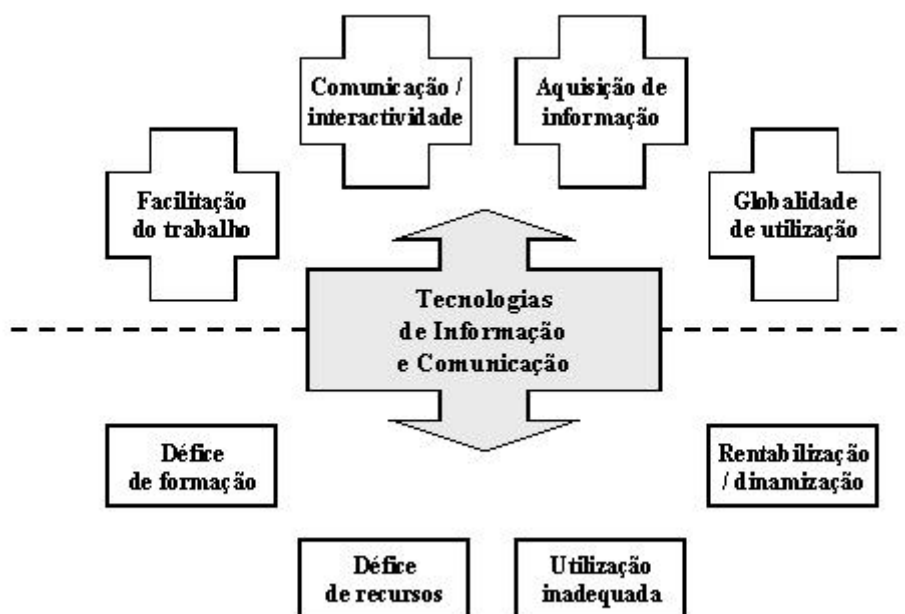 Comunicação /
interactividade
Aquisição de
informação
Facilitação
do trabalho
Globalidade
de utilização
Tecnologias
de Informação
e Comunicação
Défice
de formação
Rentabilização
/ dinamização
Défice
de recursos
Utilização
inadequada